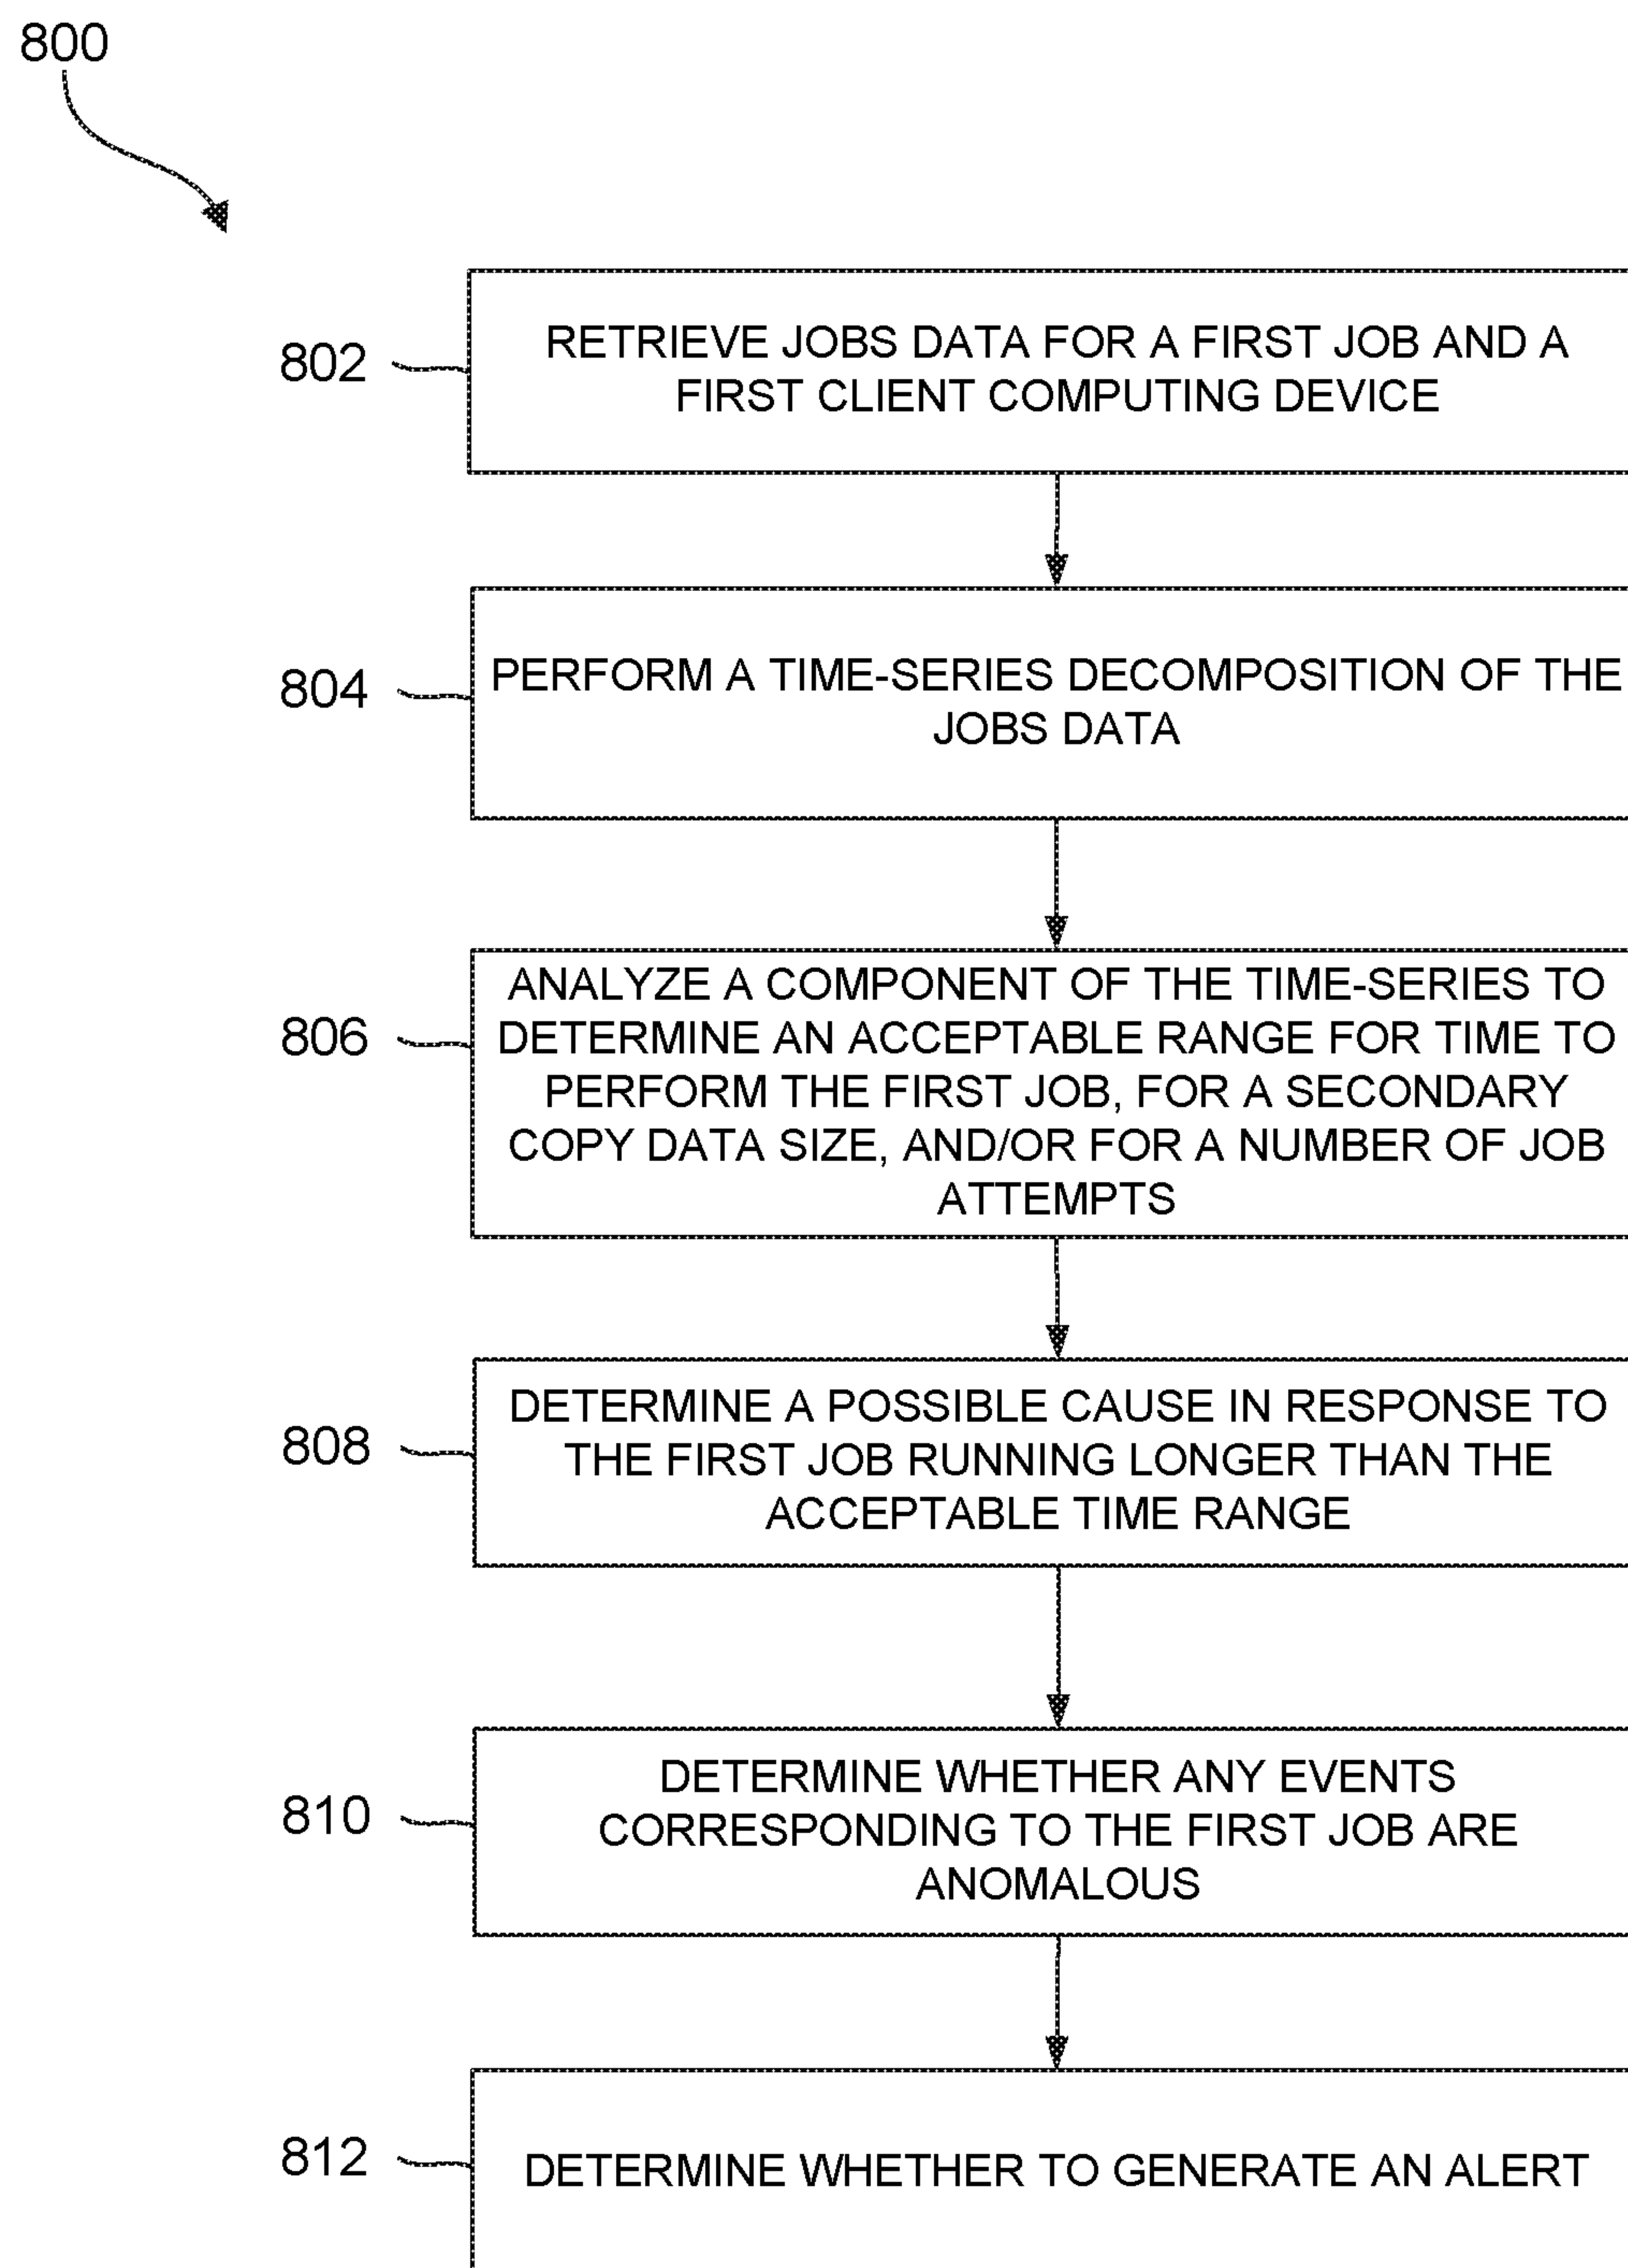 800
802
RETRIEVE JOBS DATA FOR A FIRST JOB AND A
FIRST CLIENT COMPUTING DEVICE
804
PERFORM A TIME-SERIES DECOMPOSITION OF THE
JOBS DATA
806
ANALYZE A COMPONENT OF THE TIME-SERIES TO
DETERMINE AN ACCEPTABLE RANGE FOR TIME TO
PERFORM THE FIRST JOB, FOR A SECONDARY
COPY DATA SIZE, AND/OR FOR A NUMBER OF JOB
ATTEMPTS
808
DETERMINE A POSSIBLE CAUSE IN RESPONSE TO
THE FIRST JOB RUNNING LONGER THAN THE
ACCEPTABLE TIME RANGE
810
DETERMINE WHETHER ANY EVENTS
CORRESPONDING TO THE FIRST JOB ARE
ANOMALOUS
812
DETERMINE WHETHER TO GENERATE AN ALERT